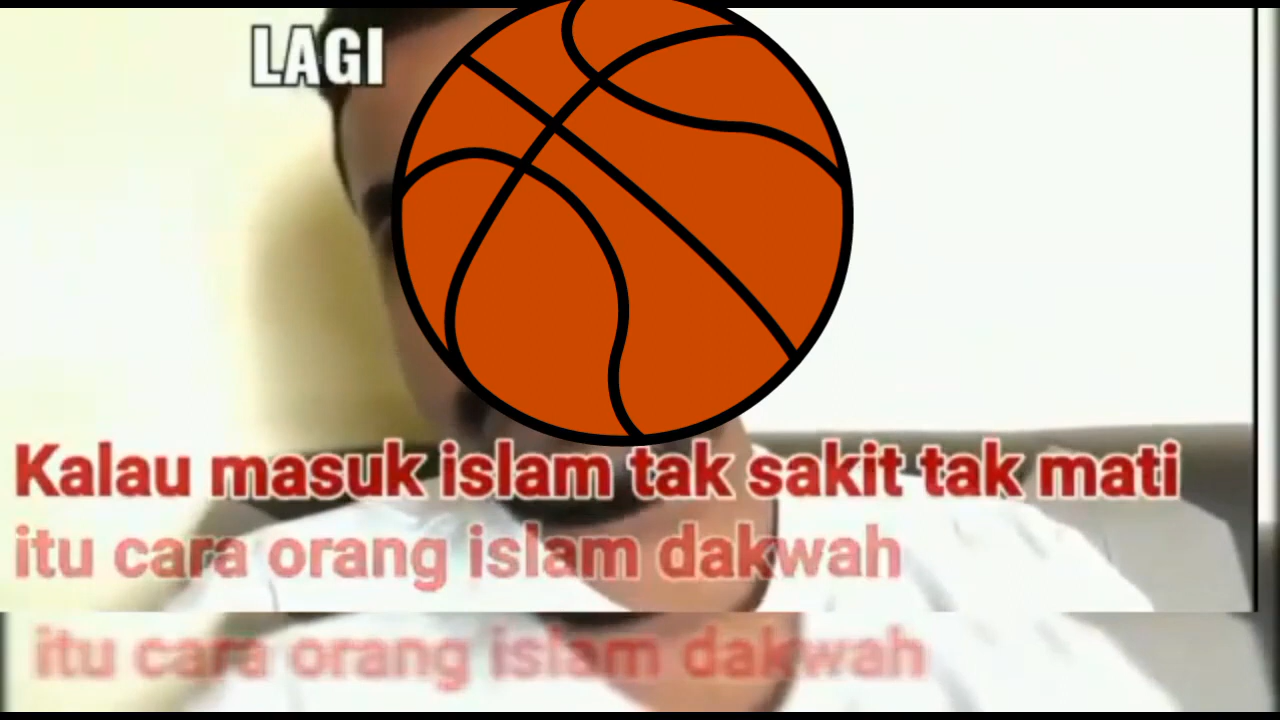 LAGI
Kalau masuk islam tak sakit tak mati
itu cara orang islam dakwah
itu cara orang islam dakwah